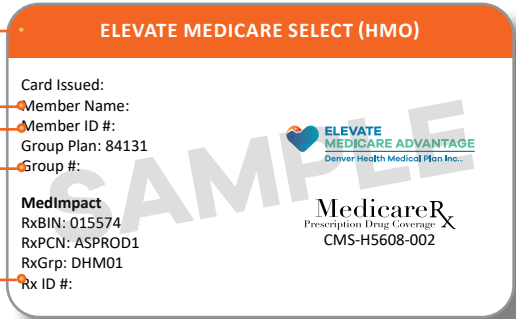 ELEVATE MEDICARE SELECT (HMO)
Card Issued:
Member Name:
Member ID #:
Group Plan: 84131
Group #:
MedImpact
RxBIN: 015574
RxPCN: ASPROD1
RxGrp: DHM01
Rx ID #:
SAMPLE
ELEVATE
MEDICARE ADVANTAGE
Denver Health Medical Plan Inc..
MedicareRx
Prescription Drug Coverage
CMS-H5608-002